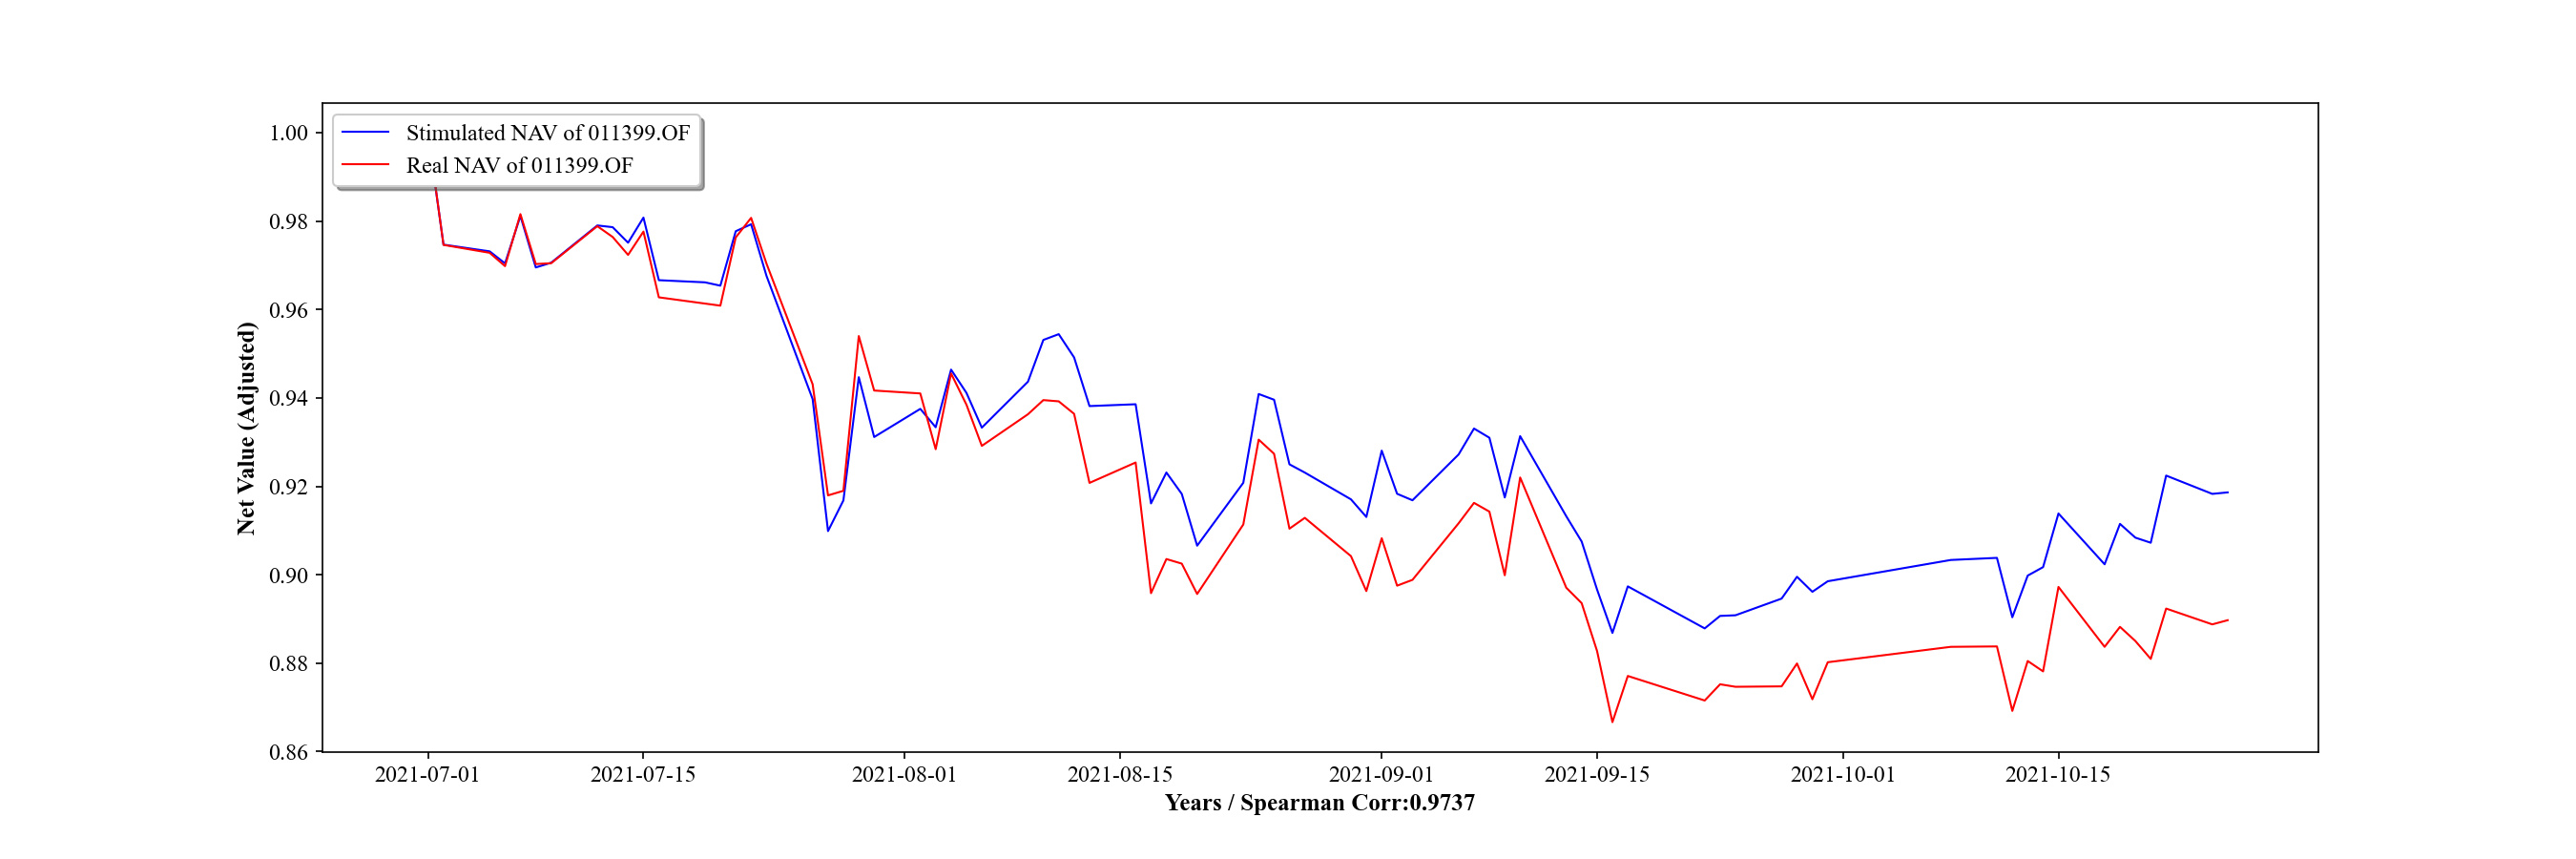 Stimulated NAV of 011399.OF
Real NAV of 011399.OF
Net Value (Adjusted)
1.00
0.98
0.96
0.94
0.92
0.90
0.88
0.86
2021-07-01 2021-07-15 2021-08-01 2021-08-15 2021-09-01 2021-09-15 2021-10-01 2021-10-15
Years / Spearman Corr:0.9737